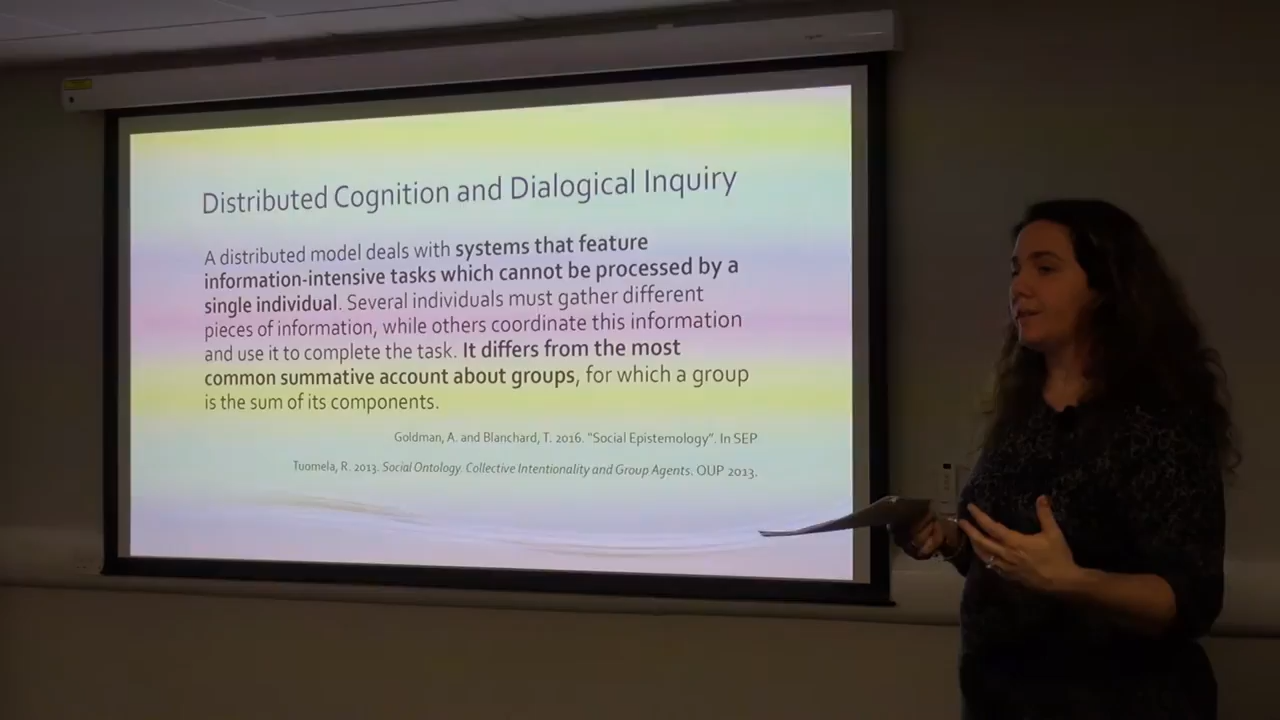 Distributed Cognition and Dialogical Inquiry
A distributed model deals with systems that feature
information-intensive tasks which cannot be processed by a
single individual. Several individuals must gather different
pieces of information, while others coordinate this information
and use it to complete the task. It differs from the most
common summative account about groups, for which a group
is the sum of its components.
Goldman, A. and Blanchard, T. 2016. "Social Epistemology". In SEP
Tuomela, R. 2013. Social Ontology. Collective Intentionality and Group Agents. OUP 2013.